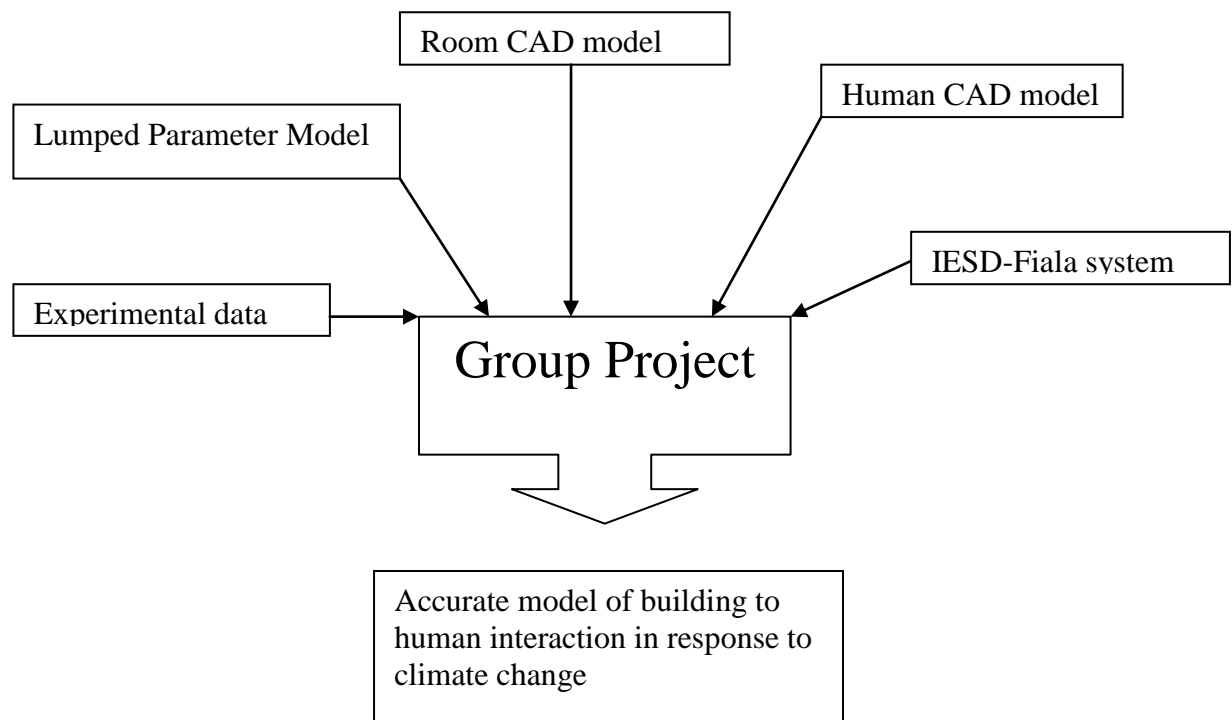 Room CAD model
Human CAD model
Lumped Parameter Model
IESD-Fiala system
Experimental data
Group Project
Accurate model of building to
human interaction in response to
climate change